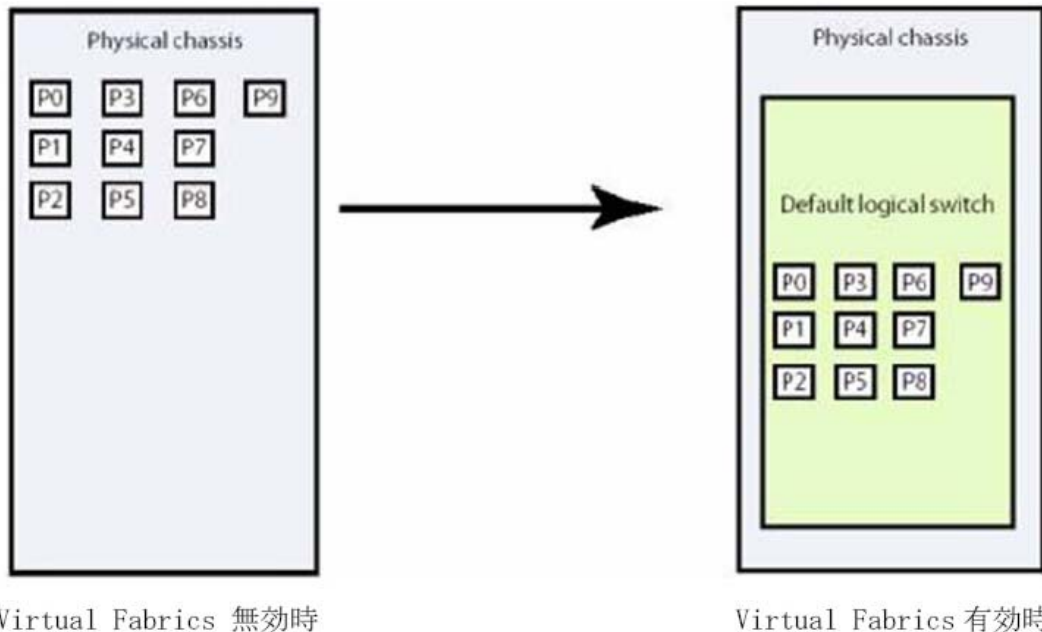 Physical chassis
P0 P3 P6 P9
P1 P4 P7
P2 P5 P8
Virtual Fabrics 無効時
Physical chassis
Default logical switch
P0 P3 P6 P9
P1 P4 P7
P2 P5 P8
Virtual Fabrics 有効時